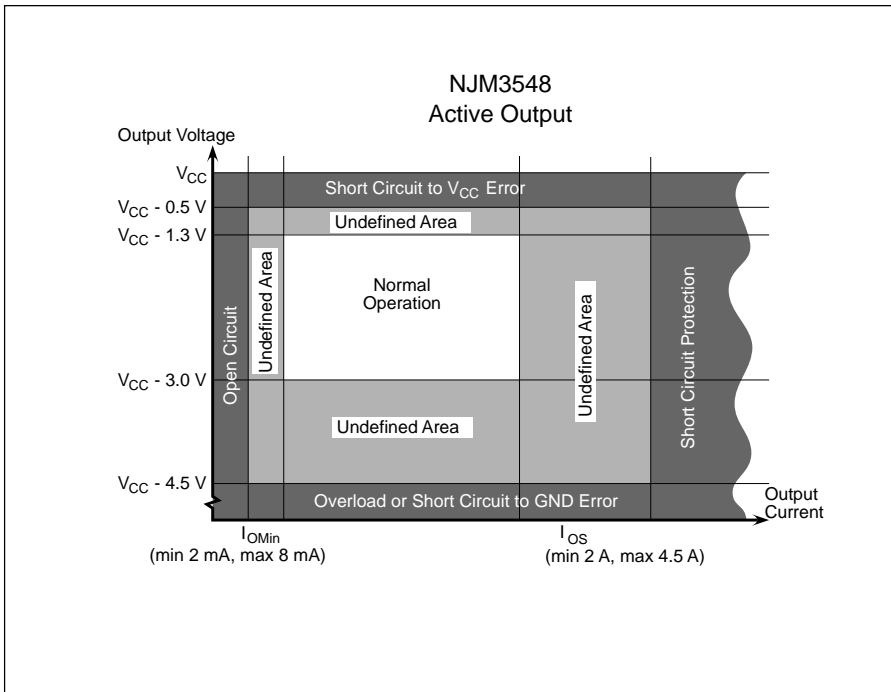 NJM3548
Active Output
Output Voltage
VCC
Short Circuit to VCC Error
VCC - 0.5 V
Undefined Area
VCC - 1.3 V
Open Circuit
Undefined Area
Normal
Operation
Undefined Area
Short Circuit Protection
VCC - 3.0 V
Undefined Area
VCC - 4.5 V
Overload or Short Circuit to GND Error
Output
Current
IOMin
(min 2 mA, max 8 mA)
IOS
(min 2 A, max 4.5 A)